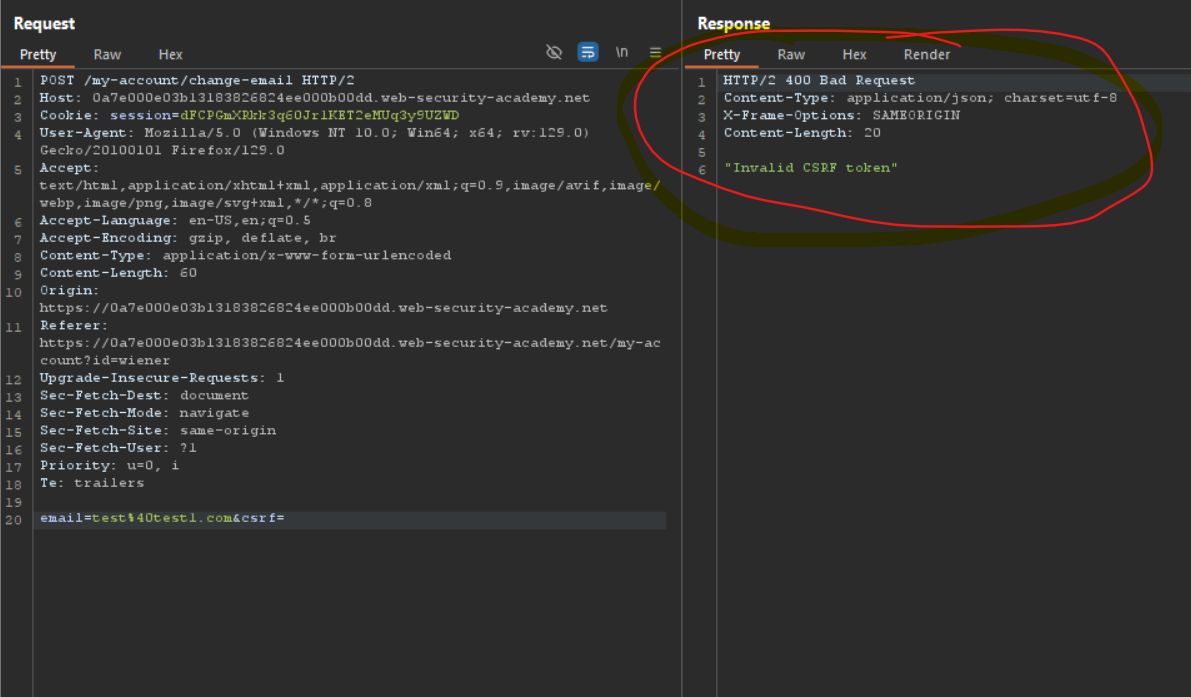 Request
Pretty Raw Hex
\n
1 POST /my-account/change-email HTTP/2
2 Host: 0a7e000e03b13183826824ee000b00dd.web-security-academy.net
3 Cookie: session=dFCPGmXRkk3q60JrlKET2eMUq3y9UZWD
4 User-Agent: Mozilla/5.0 (Windows NT 10.0; Win64; x64; rv:129.0)
Gecko/20100101 Firefox/129.0
5 Accept:
text/html,application/xhtml+xml,application/xml;q=0.9,image/avif,image/
webp,image/png,image/svg+xml,*/*;q=0.8
6 Accept-Language: en-US,en;q=0.5
7 Accept-Encoding: gzip, deflate, br
8 Content-Type: application/x-www-form-urlencoded
9 Content-Length: 60
10 Origin:
https://0a7e000e03b13183826824ee000b00dd.web-security-academy.net
11 Referer:
https://0a7e000e03b13183826824ee000b00dd.web-security-academy.net/my-ac
count?id=wiener
12 Upgrade-Insecure-Requests: 1
13 Sec-Fetch-Dest: document
14 Sec-Fetch-Mode: navigate
15 Sec-Fetch-Site: same-origin
16 Sec-Fetch-User: ?1
17 Priority: u=0, i
18 Te: trailers
19
20 email=test%40test1.com&csrf=
Response
Pretty Raw Hex Render
1 HTTP/2 400 Bad Request
2 Content-Type: application/json; charset=utf-8
3 X-Frame-Options: SAMEORIGIN
4 Content-Length: 20
5
6 "Invalid CSRF token"